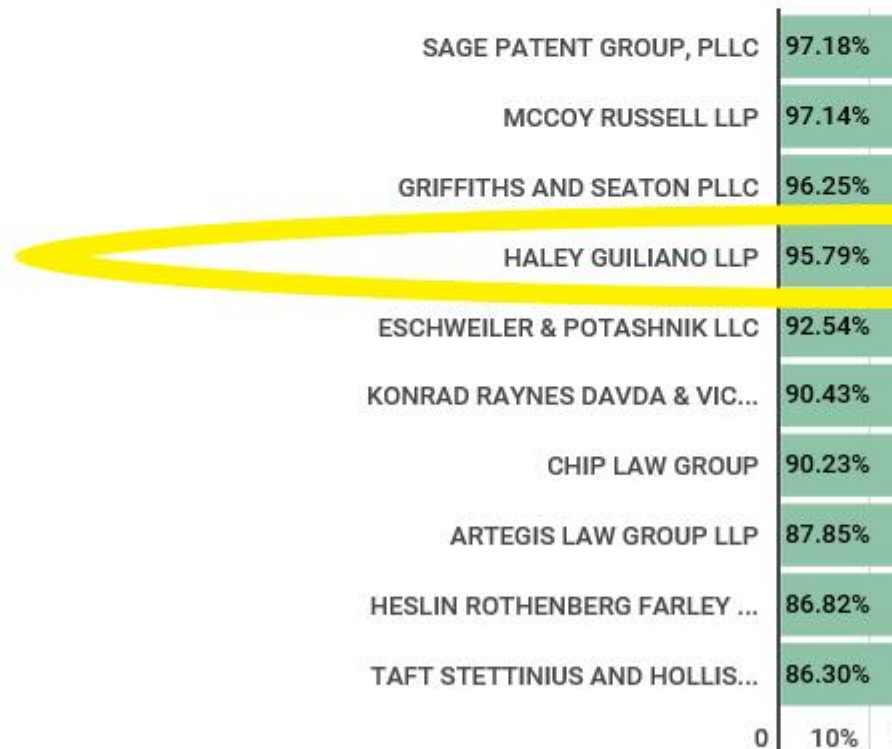 SAGE PATENT GROUP, PLLC 97.18%
MCCOY RUSSELL LLP 97.14%
GRIFFITHS AND SEATON PLLC 96.25%
HALEY GUILIANO LLP 95.79%
ESCHWEILER & POTASHNIK LLC 92.54%
KONRAD RAYNES DAVDA & VIC... 90.43%
CHIP LAW GROUP 90.23%
ARTEGIS LAW GROUP LLP 87.85%
HESLIN ROTHENBERG FARLEY ... 86.82%
TAFT STETTINIUS AND HOLLIS... 86.30%
0 10%